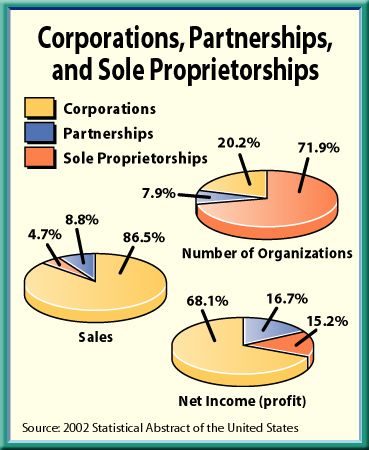 Corporations, Partnerships,
and Sole Proprietorships
Corporations
Partnerships
Sole Proprietorships
20.2%
71.9%
7.9%
Number of Organizations
8.8%
4.7%
86.5%
Sales
68.1%
16.7%
15.2%
Net Income (profit)
Source: 2002 Statistical Abstract of the United States